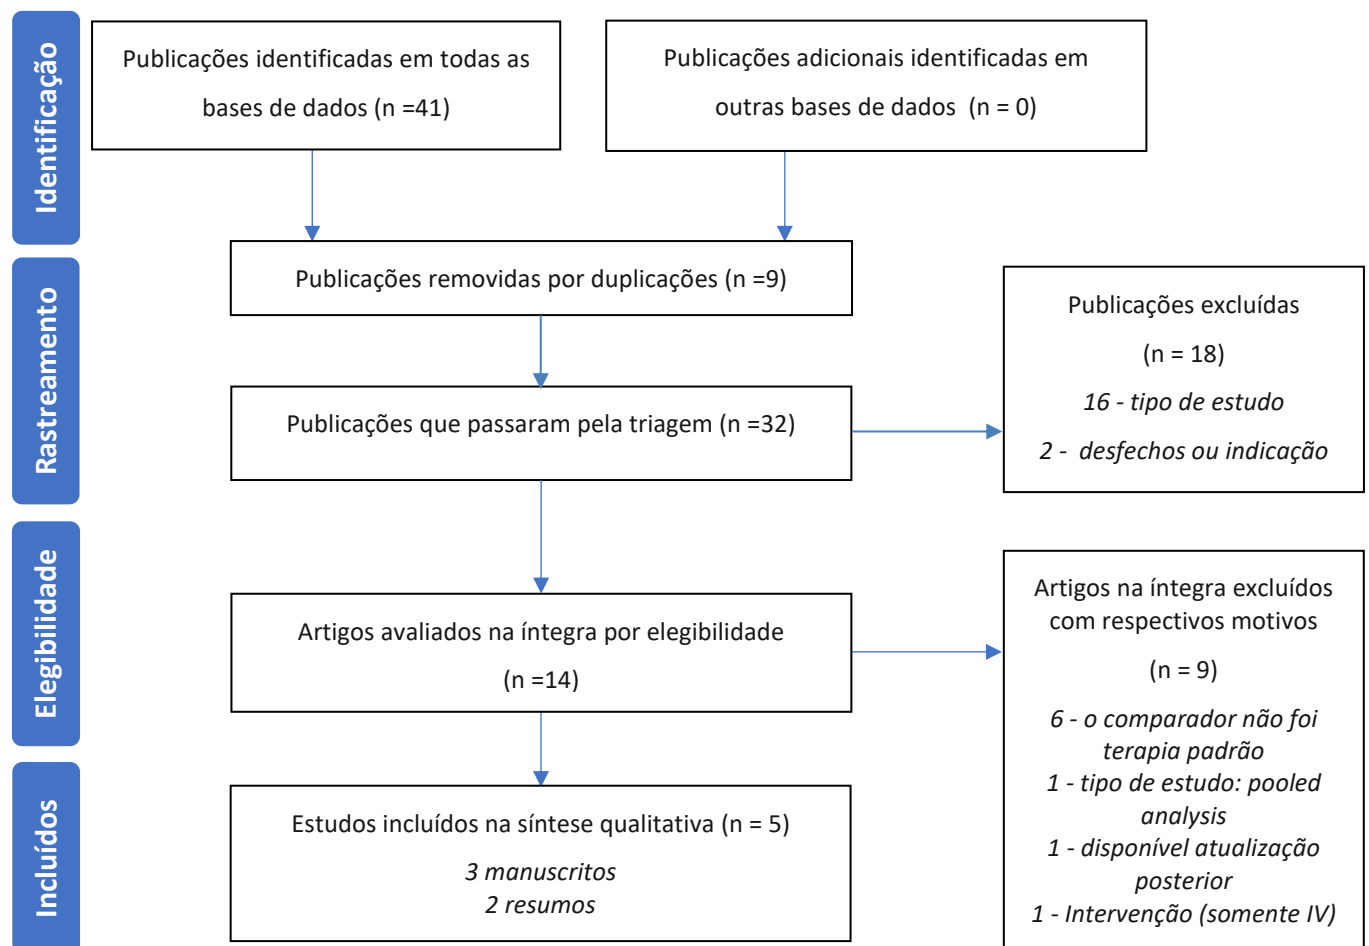 Identificação
Publicações identificadas em todas as
bases de dados (n =41)
Publicações adicionais identificadas em
outras bases de dados (n = 0)
Rastreamento
Publicações removidas por duplicações (n =9)
Publicações que passaram pela triagem (n =32)
Publicações excluídas
(n = 18)
16 - tipo de estudo
2 - desfechos ou indicação
Elegibilidade
Artigos avaliados na íntegra por elegibilidade
(n =14)
Artigos na íntegra excluídos
com respectivos motivos
(n = 9)
6 - o comparador não foi
terapia padrão
1 - tipo de estudo: pooled
analysis
1 - disponível atualização
posterior
1 - Intervenção (somente IV)
Incluídos
Estudos incluídos na síntese qualitativa (n = 5)
3 manuscritos
2 resumos